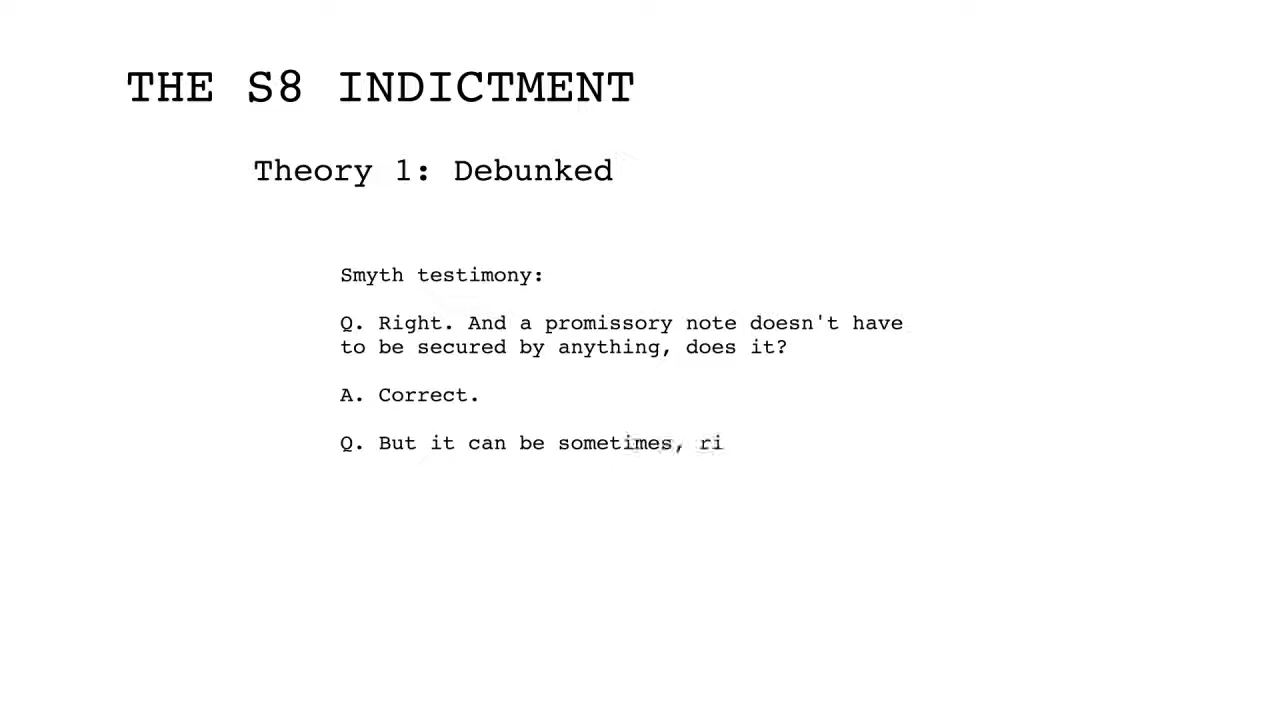 THE S8 INDICTMENT
Theory 1: Debunked
Smyth testimony:
Q. Right. And a promissory note doesn't have
to be secured by anything, does it?
A. Correct.
Q. But it can be sometimes, ri